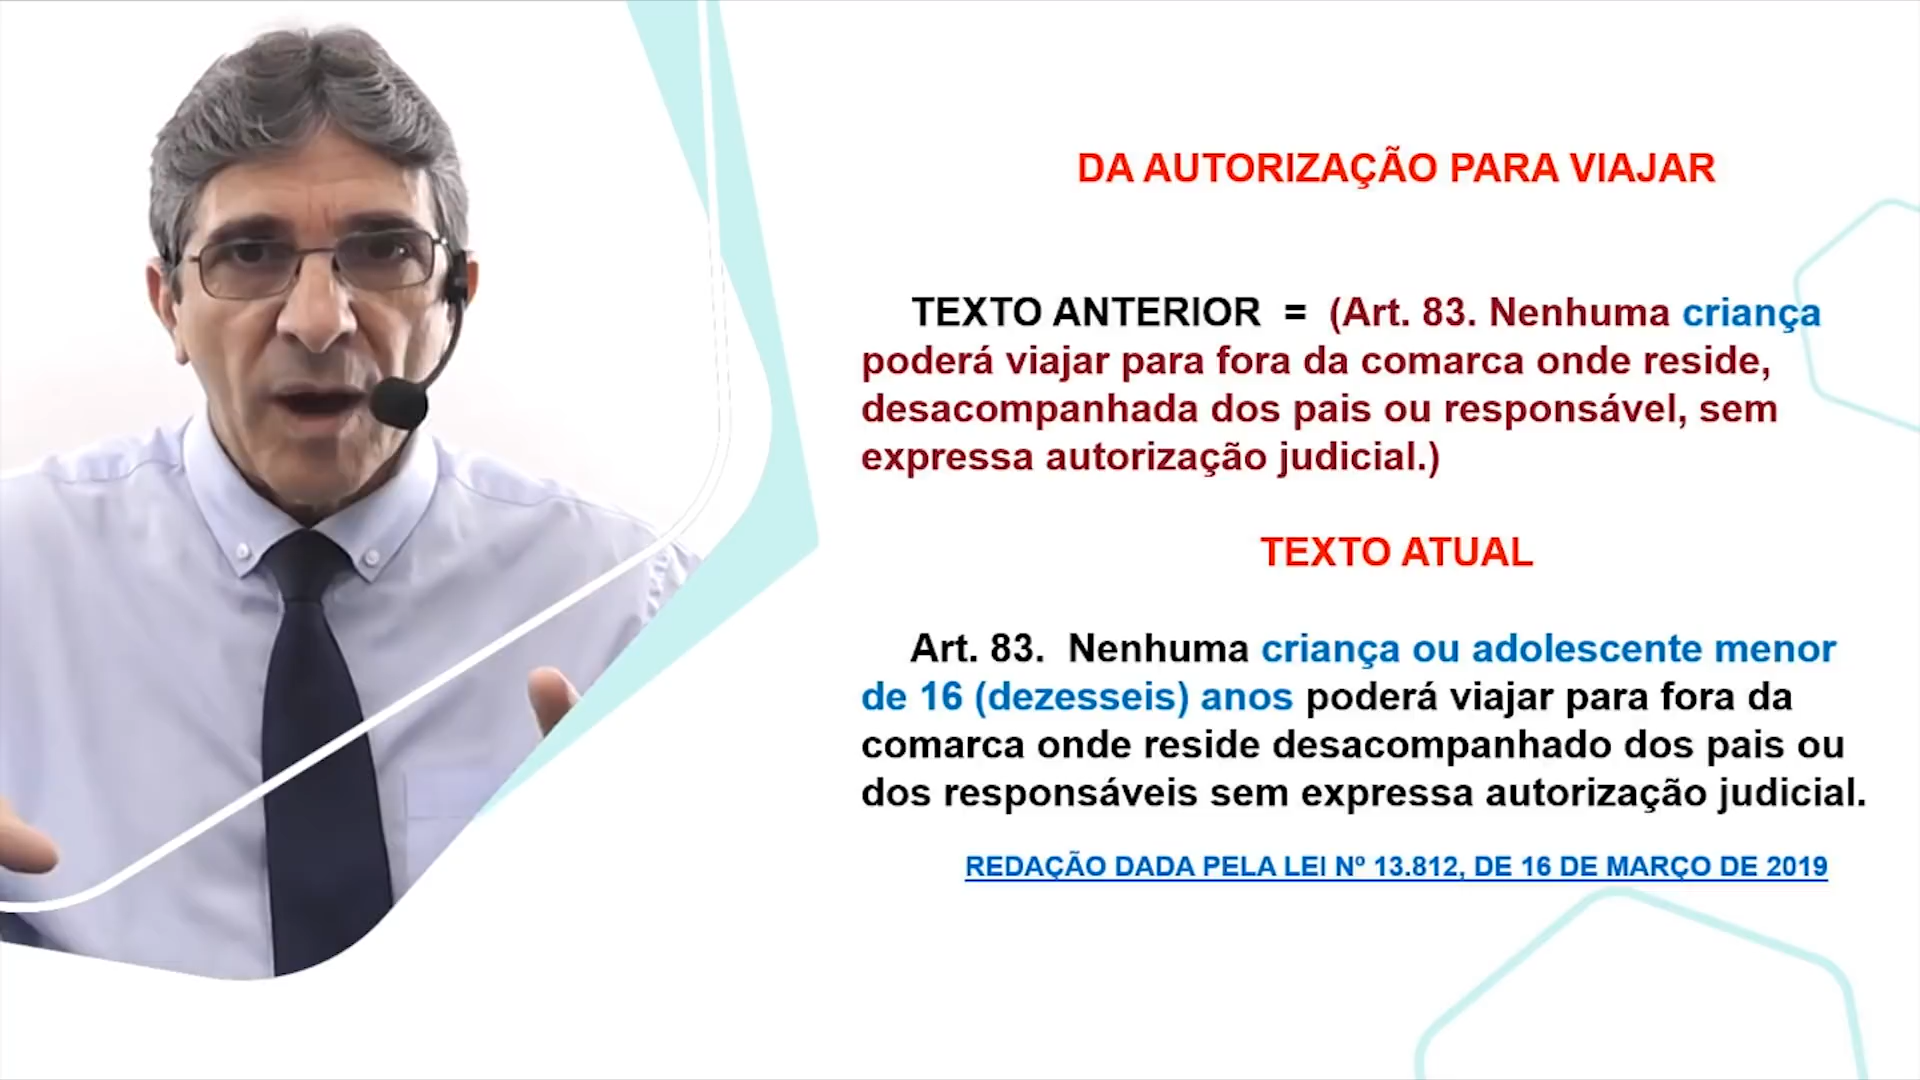 DA AUTORIZAÇÃO PARA VIAJAR
TEXTO ANTERIOR = (Art. 83. Nenhuma criança
poderá viajar para fora da comarca onde reside,
desacompanhada dos pais ou responsável, sem
expressa autorização judicial.)
TEXTO ATUAL
Art. 83. Nenhuma criança ou adolescente menor
de 16 (dezesseis) anos poderá viajar para fora da
comarca onde reside desacompanhado dos pais ou
dos responsáveis sem expressa autorização judicial.
REDAÇÃO DADA PELA LEI Nº 13.812, DE 16 DE MARÇO DE 2019